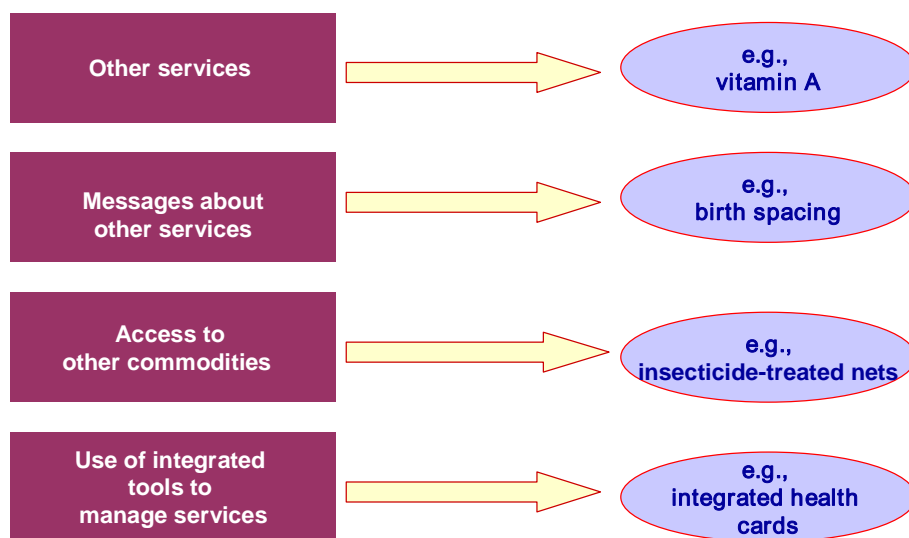 Other services
e.g.,
vitamin A
Messages about
other services
e.g.,
birth spacing
Access to
other commodities
e.g.,
insecticide-treated nets
Use of integrated
tools to
manage services
e.g.,
integrated health
cards